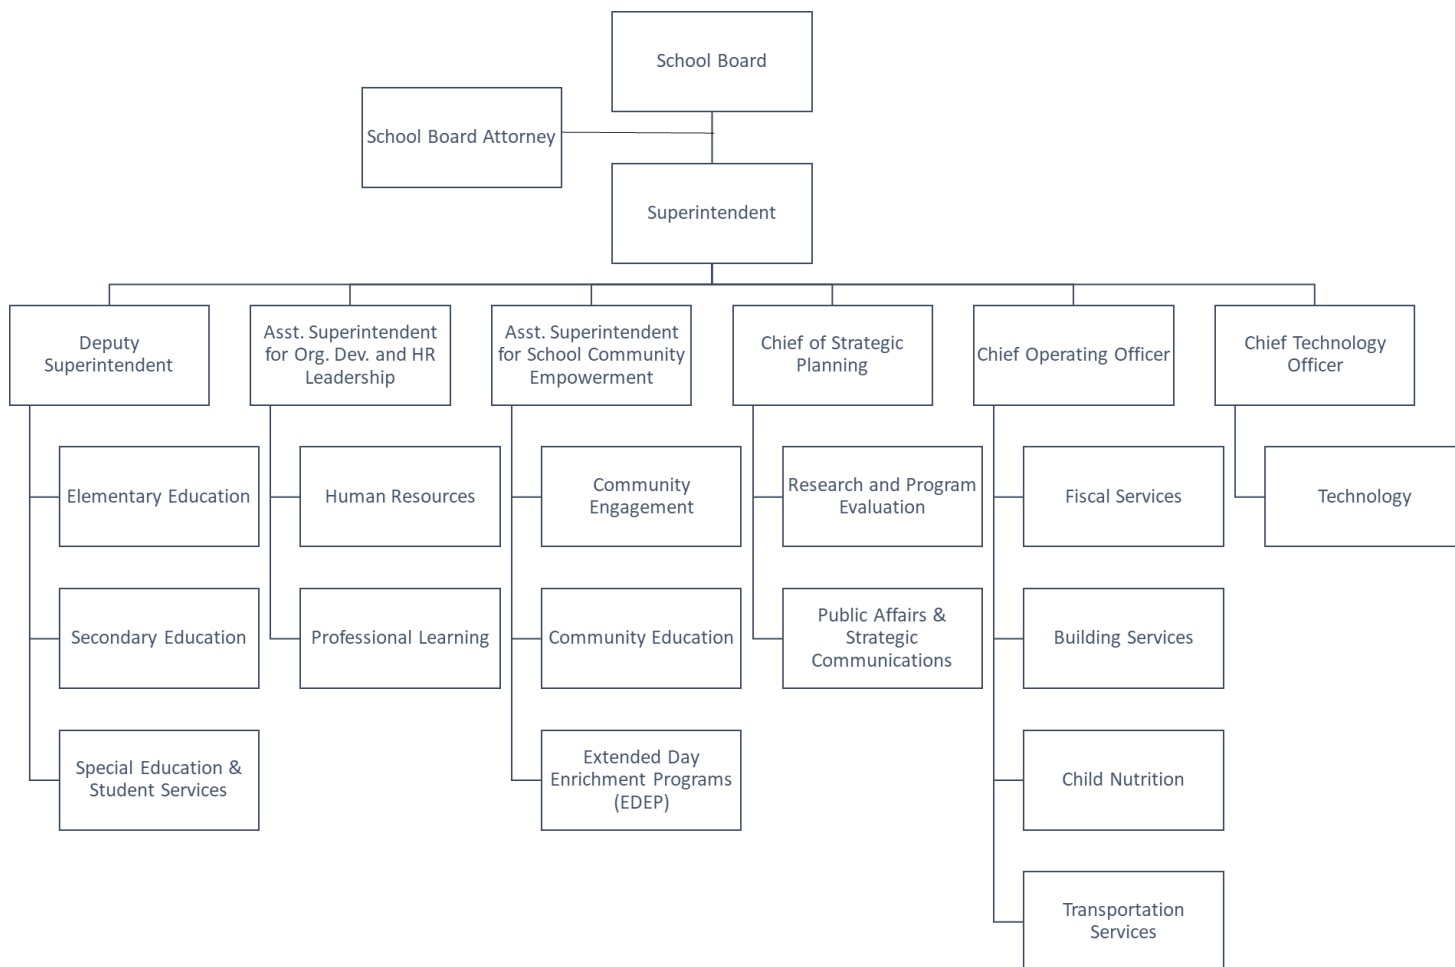 School Board
School Board Attorney
Superintendent
Deputy
Superintendent
Asst. Superintendent
for Org. Dev. and HR
Leadership
Asst. Superintendent
for School Community
Empowerment
Chief of Strategic
Planning
Chief Operating Officer
Chief Technology
Officer
Elementary Education
Human Resources
Community
Engagement
Research and Program
Evaluation
Fiscal Services
Technology
Secondary Education
Professional Learning
Community Education
Public Affairs &
Strategic
Communications
Building Services
Special Education &
Student Services
Extended Day
Enrichment Programs
(EDEP)
Child Nutrition
Transportation
Services